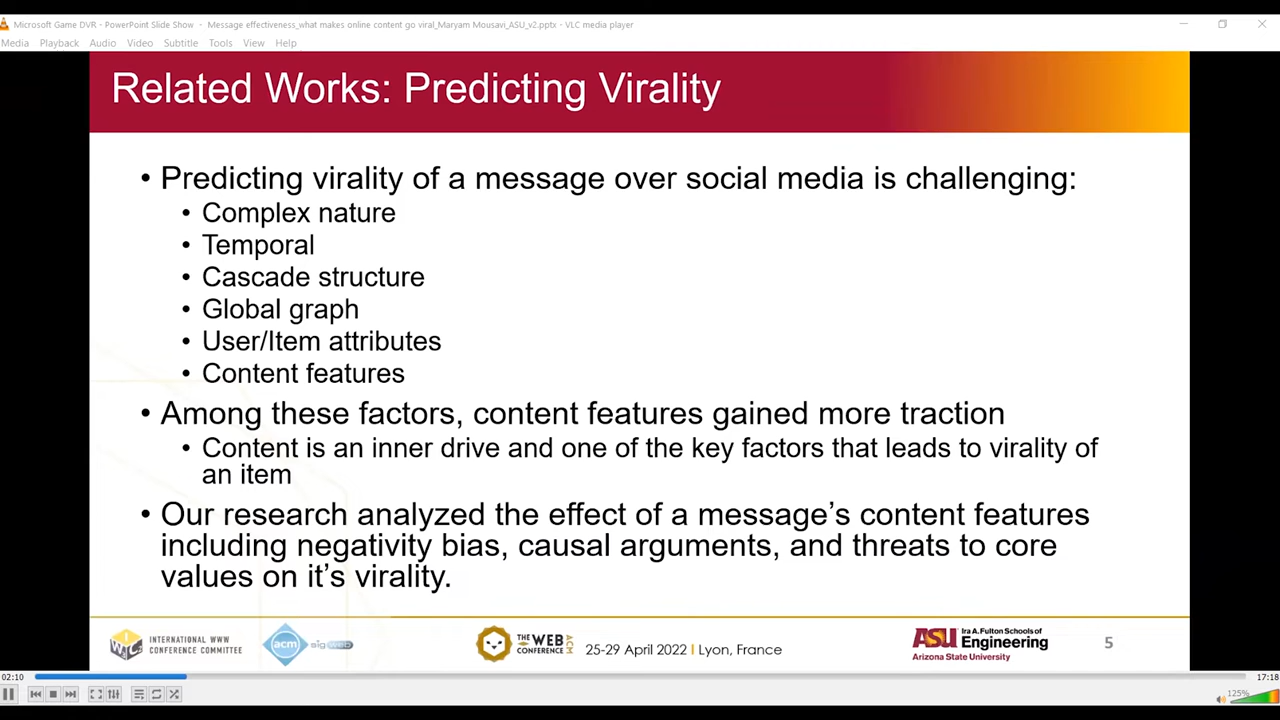 Microsoft Game DVR - PowerPoint Slide Show - Message effectiveness_what makes online content go viral_Maryam Mousavi_ASU_v2.pptx - VLC media player
Media Playback Audio Video Subtitle Tools View Help
Related Works: Predicting Virality
• Predicting virality of a message over social media is challenging:
• Complex nature
• Temporal
• Cascade structure
• Global graph
• User/Item attributes
• Content features
• Among these factors, content features gained more traction
• Content is an inner drive and one of the key factors that leads to virality of
an item
• Our research analyzed the effect of a message’s content features
including negativity bias, causal arguments, and threats to core
values on it’s virality.
INTERNATIONAL WWW
CONFERENCE COMMITTEE
acm sigweb
THE WEB
CONFERENCE
ACM
25-29 April 2022 I Lyon, France
ASU Ira A. Fulton Schools of
Engineering
Arizona State University
5
02:10
17:18
125%